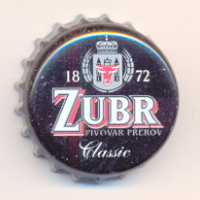 18 72
ZUBR
PIVOVAR PŘEROV
Classic